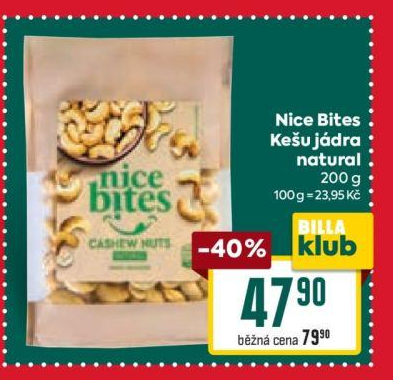 nice
bites
CASHEW NUTS
NATURAL
Nice Bites
Kešu jádra
natural
200 g
100 g = 23,95 Kč
-40%
BILLA
klub
47 90
běžná cena 79 90